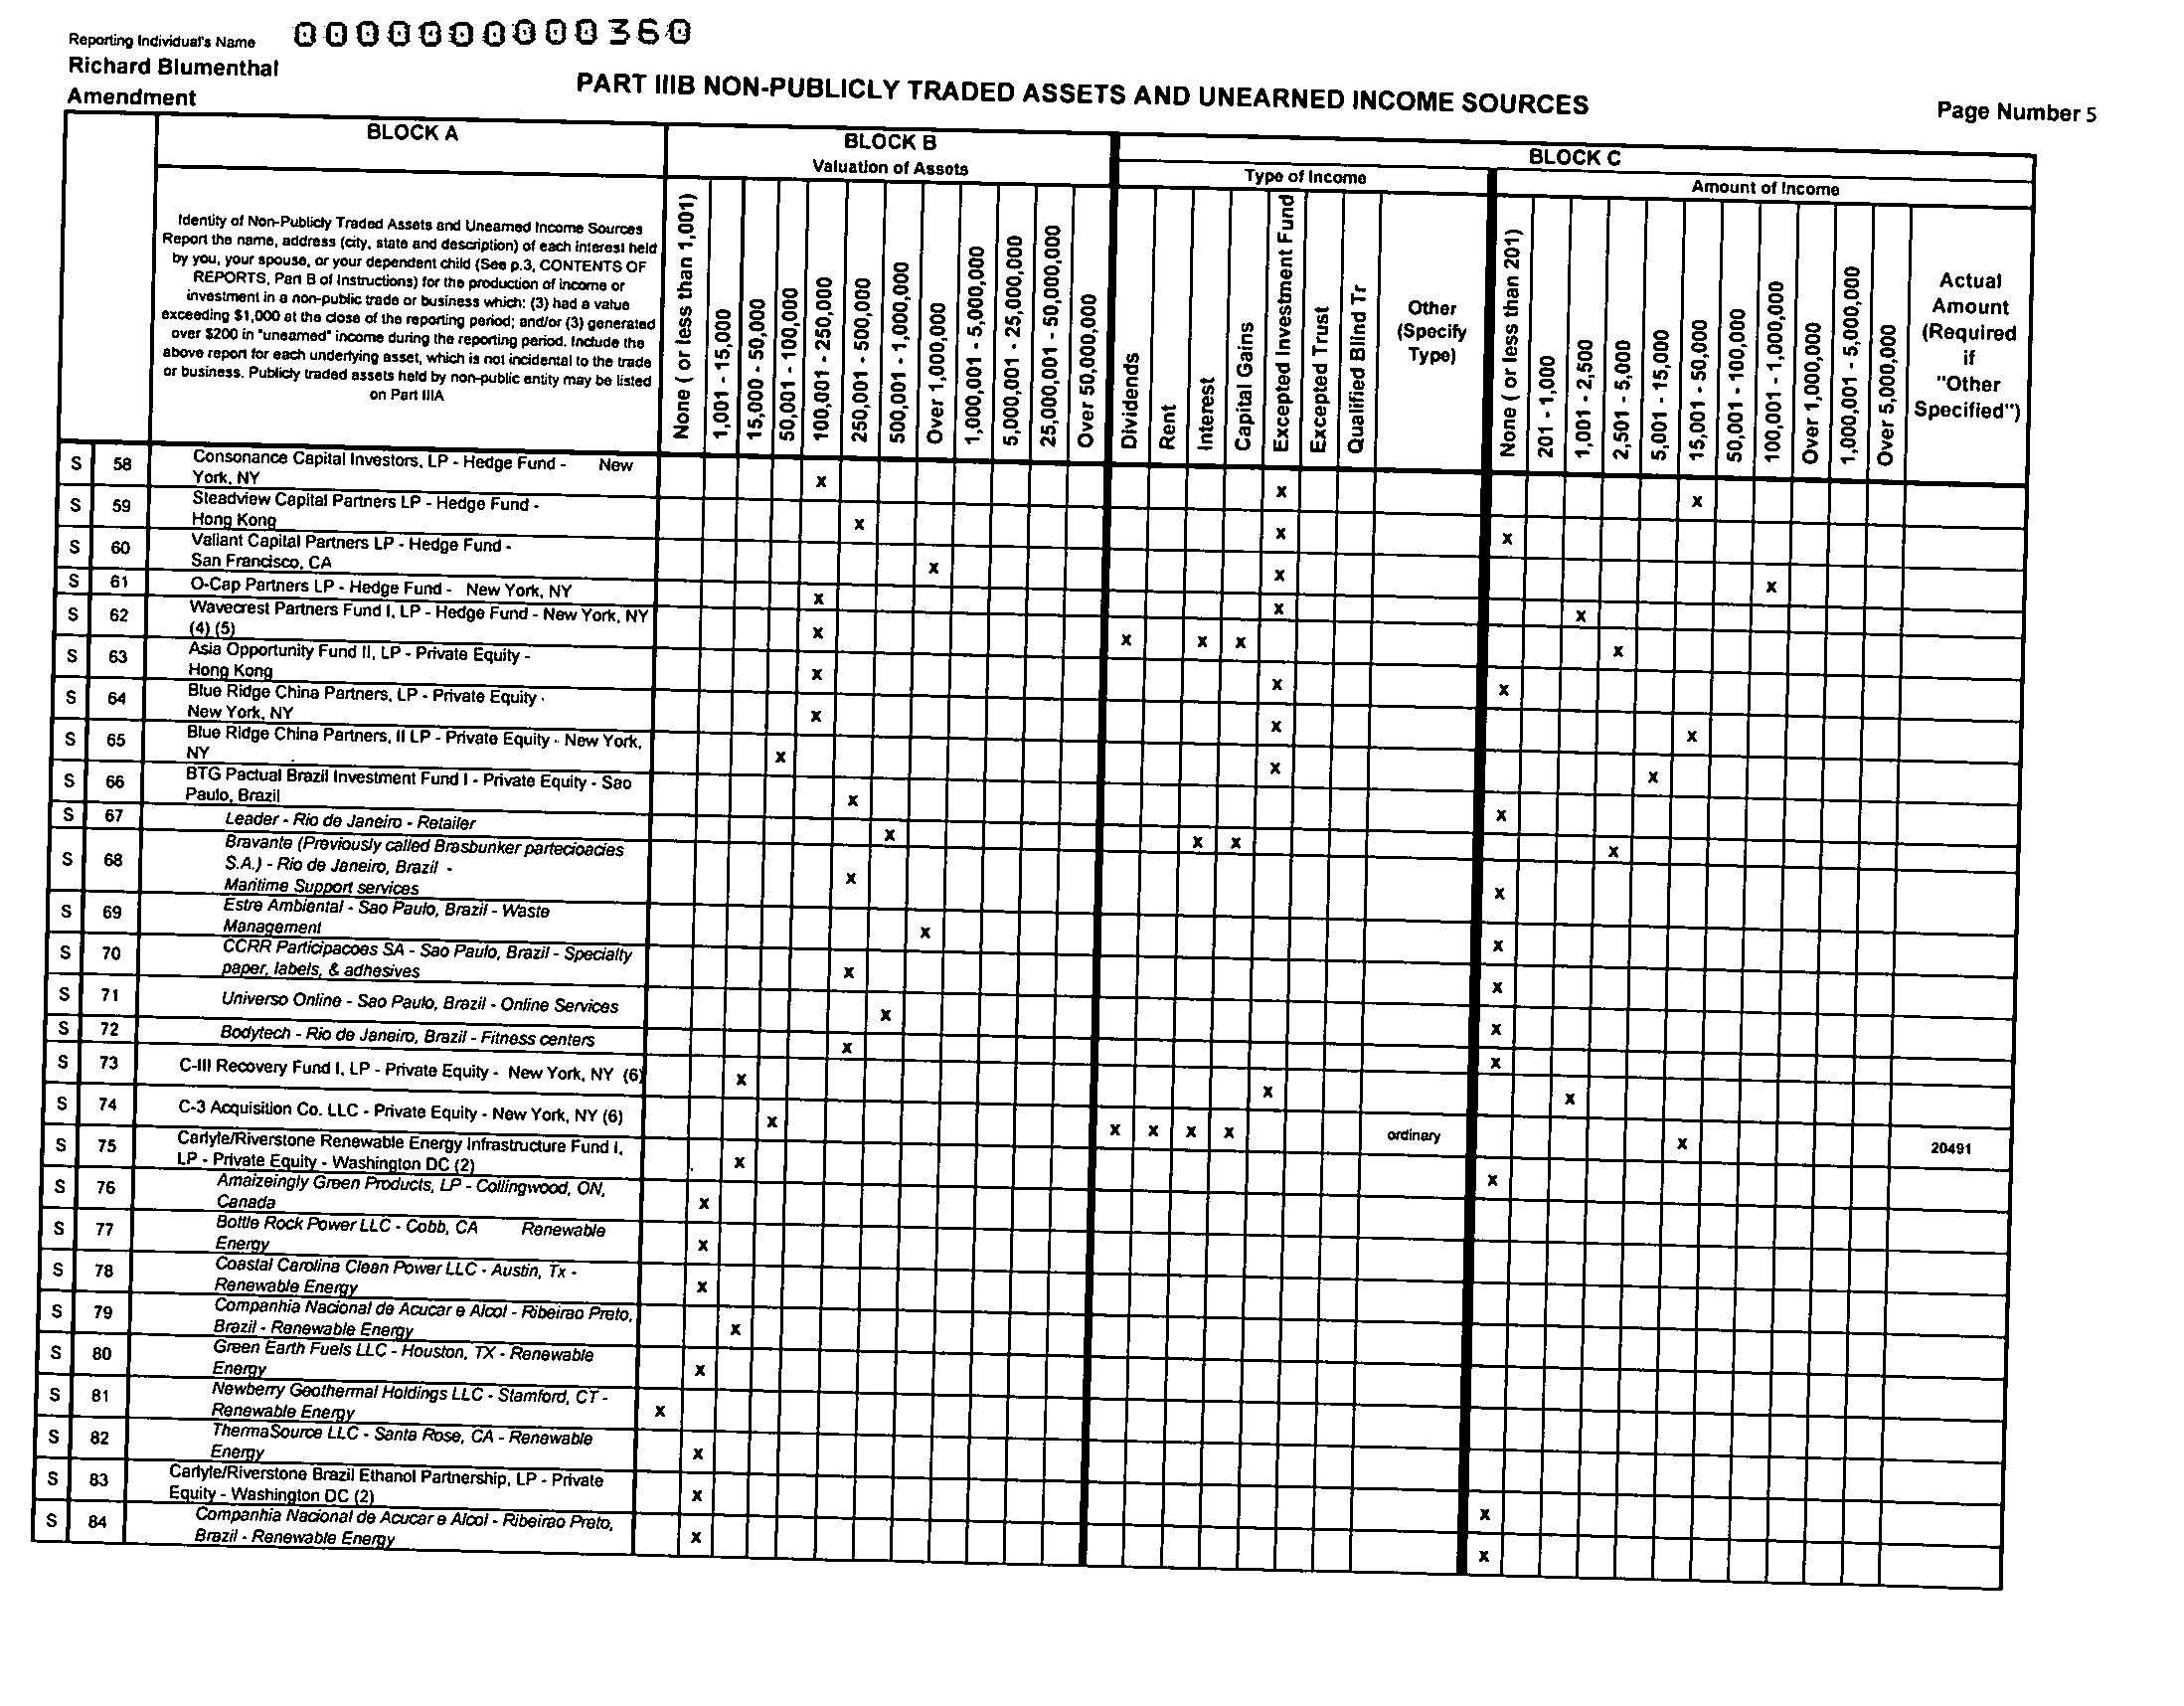 Reporting Individual's Name 0000000000360
Richard Blumenthal
Amendment
PART IIIB NON-PUBLICLY TRADED ASSETS AND UNEARNED INCOME SOURCES
Page Number 5
BLOCK A
BLOCK B
BLOCK C
Valuation of Assets
Type of Income
Amount of Income
Identity of Non-Publicly Traded Assets and Unearned Income Sources
Report the name, address (city, state and description) of each interest held
by you, your spouse, or your dependent child (See p.3, CONTENTS OF
REPORTS, Part B of Instructions) for the production of income or
investment in a non-public trade or business which: (3) had a value
exceeding $1,000 at the close of the reporting period; and/or (3) generated
over $200 in "unearned" income during the reporting period. Include the
above report for each underlying asset, which is not incidental to the trade
or business. Publicly traded assets held by non-public entity may be listed
on Part IIIA
None ( or less than 1,001)
1,001 - 15,000
15,000 - 50,000
50,001 - 100,000
100,001 - 250,000
250,001 - 500,000
500,001 - 1,000,000
Over 1,000,000
1,000,001 - 5,000,000
5,000,001 - 25,000,000
25,000,001 - 50,000,000
Over 50,000,000
Dividends
Rent
Interest
Capital Gains
Excepted Investment Fund
Excepted Trust
Qualified Blind Tr
Other
(Specify
Type)
None ( or less than 201)
201 - 1,000
1,001 - 2,500
2,501 - 5,000
5,001 - 15,000
15,001 - 50,000
50,001 - 100,000
100,001 - 1,000,000
Over 1,000,000
1,000,001 - 5,000,000
Over 5,000,000
Actual
Amount
(Required
if
"Other
Specified")
S 58 Consonance Capital Investors, LP - Hedge Fund - New
York, NY x x x
S 59 Steadview Capital Partners LP - Hedge Fund -
Hong Kong x x x
S 60 Valiant Capital Partners LP - Hedge Fund -
San Francisco, CA x x x
S 61 O-Cap Partners LP - Hedge Fund - New York, NY x x x
S 62 Wavecrest Partners Fund I, LP - Hedge Fund - New York, NY
(4) (5) x x x x x
S 63 Asia Opportunity Fund II, LP - Private Equity -
Hong Kong x x x
S 64 Blue Ridge China Partners, LP - Private Equity -
New York, NY x x x
S 65 Blue Ridge China Partners, II LP - Private Equity - New York,
NY x x x
S 66 BTG Pactual Brazil Investment Fund I - Private Equity - Sao
Paulo, Brazil x x
S 67 Leader - Rio de Janeiro - Retailer x x x x
S 68 Bravante (Previously called Brasbunker partecioacies
S.A.) - Rio de Janeiro, Brazil -
Maritime Support services x x
S 69 Estre Ambiental - Sao Paulo, Brazil - Waste
Management x x
S 70 CCRR Participacoes SA - Sao Paulo, Brazil - Specialty
paper, labels, & adhesives x x
S 71 Universo Online - Sao Paulo, Brazil - Online Services x x
S 72 Bodytech - Rio de Janeiro, Brazil - Fitness centers x x
S 73 C-III Recovery Fund I, LP - Private Equity - New York, NY (6) x x x
S 74 C-3 Acquisition Co. LLC - Private Equity - New York, NY (6) x x x x x ordinary x 20491
S 75 Carlyle/Riverstone Renewable Energy Infrastructure Fund I,
LP - Private Equity - Washington DC (2) x x
S 76 Amaizeingly Green Products, LP - Collingwood, ON,
Canada x
S 77 Bottle Rock Power LLC - Cobb, CA Renewable
Energy x
S 78 Coastal Carolina Clean Power LLC - Austin, Tx -
Renewable Energy x
S 79 Companhia Nacional de Acucar e Alcol - Ribeirao Preto,
Brazil - Renewable Energy x
S 80 Green Earth Fuels LLC - Houston, TX - Renewable
Energy x
S 81 Newberry Geothermal Holdings LLC - Stamford, CT -
Renewable Energy x
S 82 ThermaSource LLC - Santa Rose, CA - Renewable
Energy x
S 83 Carlyle/Riverstone Brazil Ethanol Partnership, LP - Private
Equity - Washington DC (2) x x
S 84 Companhia Nacional de Acucar e Alcol - Ribeirao Preto,
Brazil - Renewable Energy x x